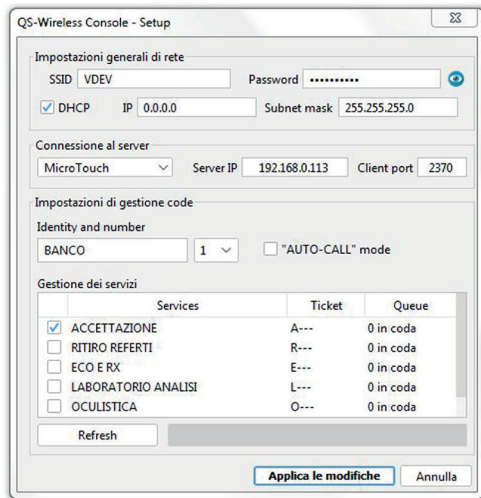 QS-Wireless Console - Setup
Impostazioni generali di rete
SSID VDEV Password ••••••••••
DHCP IP 0.0.0.0 Subnet mask 255.255.255.0
Connessione al server
MicroTouch Server IP 192.168.0.113 Client port 2370
Impostazioni di gestione code
Identity and number
BANCO 1 "AUTO-CALL" mode
Gestione dei servizi
Services Ticket Queue
ACCETTAZIONE A--- 0 in coda
RITIRO REFERTI R--- 0 in coda
ECO E RX E--- 0 in coda
LABORATORIO ANALISI L--- 0 in coda
OCULISTICA O--- 0 in coda
Refresh
Applica le modifiche Annulla